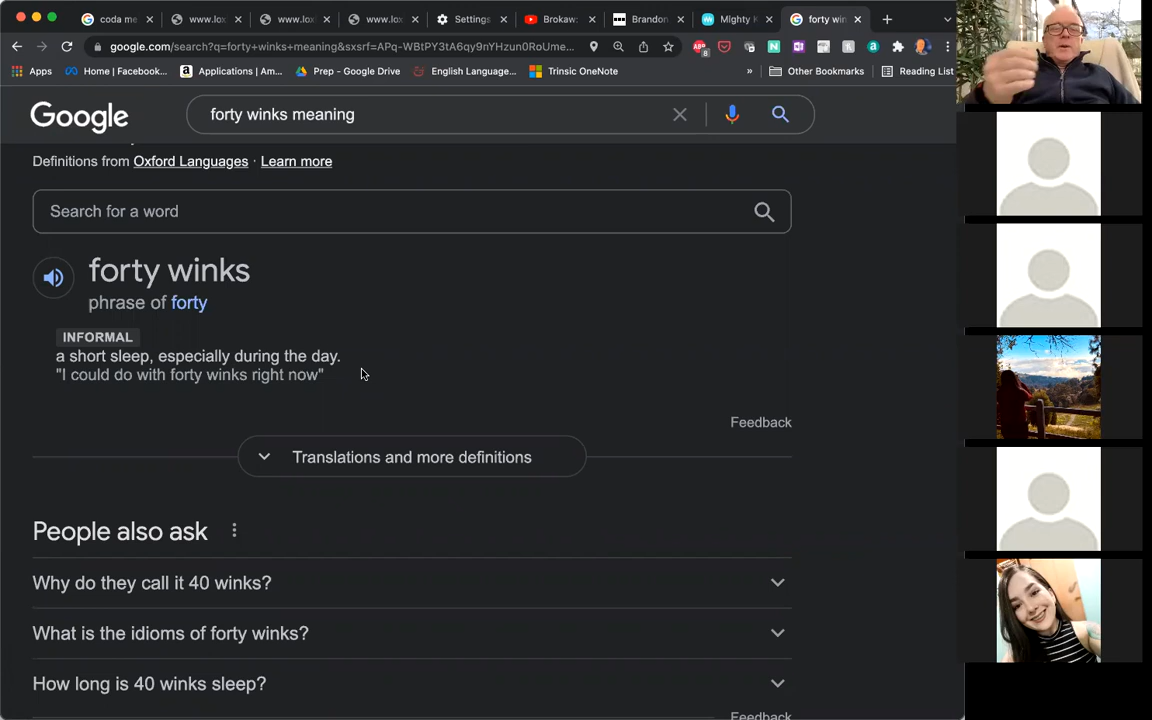 coda me
www.lo
www.lox
www.lo
Settings
Brokaw:
Brandon
Mighty K
forty win
google.com/search?q=forty+winks+meaning&sxsrf=APq-WBtPY3tA6qy9nYHzun0RoUme...
Apps Home | Facebook... Applications | Am... Prep - Google Drive English Language... Trinsic OneNote » Other Bookmarks Reading List
Google forty winks meaning
Definitions from Oxford Languages · Learn more
Search for a word
forty winks
phrase of forty
INFORMAL
a short sleep, especially during the day.
"I could do with forty winks right now"
Feedback
Translations and more definitions
People also ask
Why do they call it 40 winks?
What is the idioms of forty winks?
How long is 40 winks sleep?
Feedback